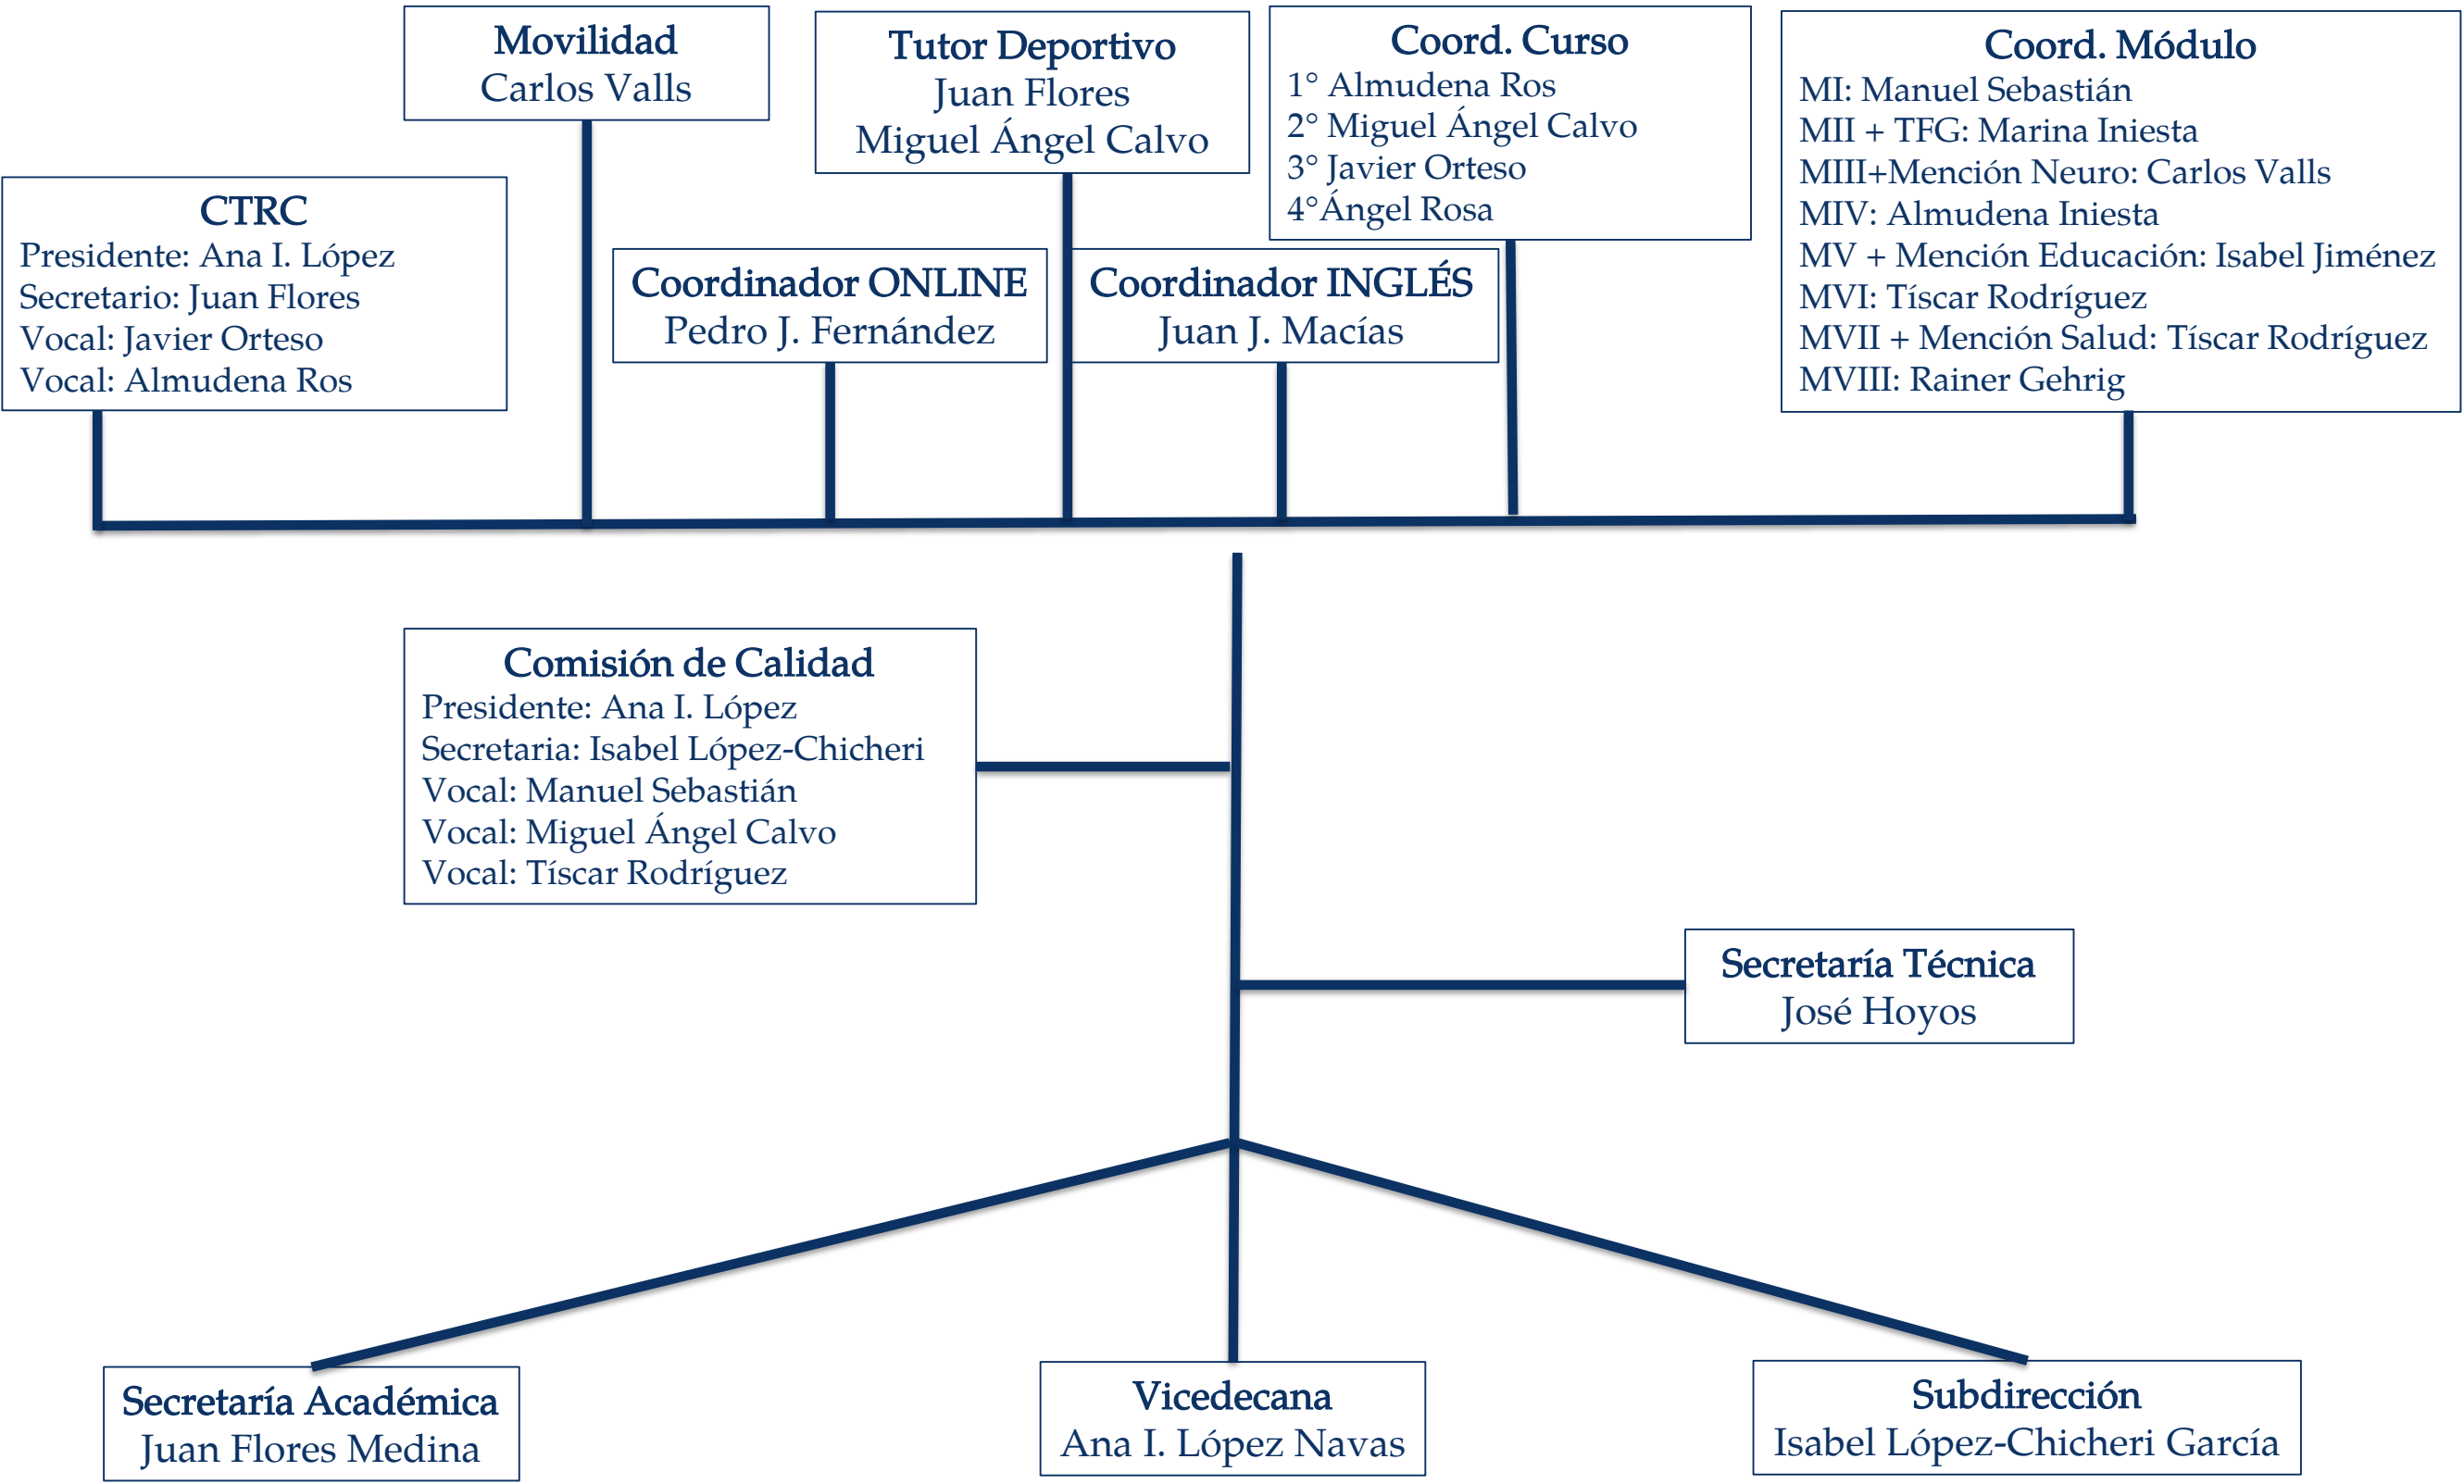 Movilidad
Carlos Valls
Tutor Deportivo
Juan Flores
Miguel Ángel Calvo
Coord. Curso
1° Almudena Ros
2° Miguel Ángel Calvo
3° Javier Orteso
4°Ángel Rosa
Coord. Módulo
MI: Manuel Sebastián
MII + TFG: Marina Iniesta
MIII+Mención Neuro: Carlos Valls
MIV: Almudena Iniesta
MV + Mención Educación: Isabel Jiménez
MVI: Tíscar Rodríguez
MVII + Mención Salud: Tíscar Rodríguez
MVIII: Rainer Gehrig
CTRC
Presidente: Ana I. López
Secretario: Juan Flores
Vocal: Javier Orteso
Vocal: Almudena Ros
Coordinador ONLINE
Pedro J. Fernández
Coordinador INGLÉS
Juan J. Macías
Comisión de Calidad
Presidente: Ana I. López
Secretaria: Isabel López-Chicheri
Vocal: Manuel Sebastián
Vocal: Miguel Ángel Calvo
Vocal: Tíscar Rodríguez
Secretaría Técnica
José Hoyos
Secretaría Académica
Juan Flores Medina
Vicedecana
Ana I. López Navas
Subdirección
Isabel López-Chicheri García